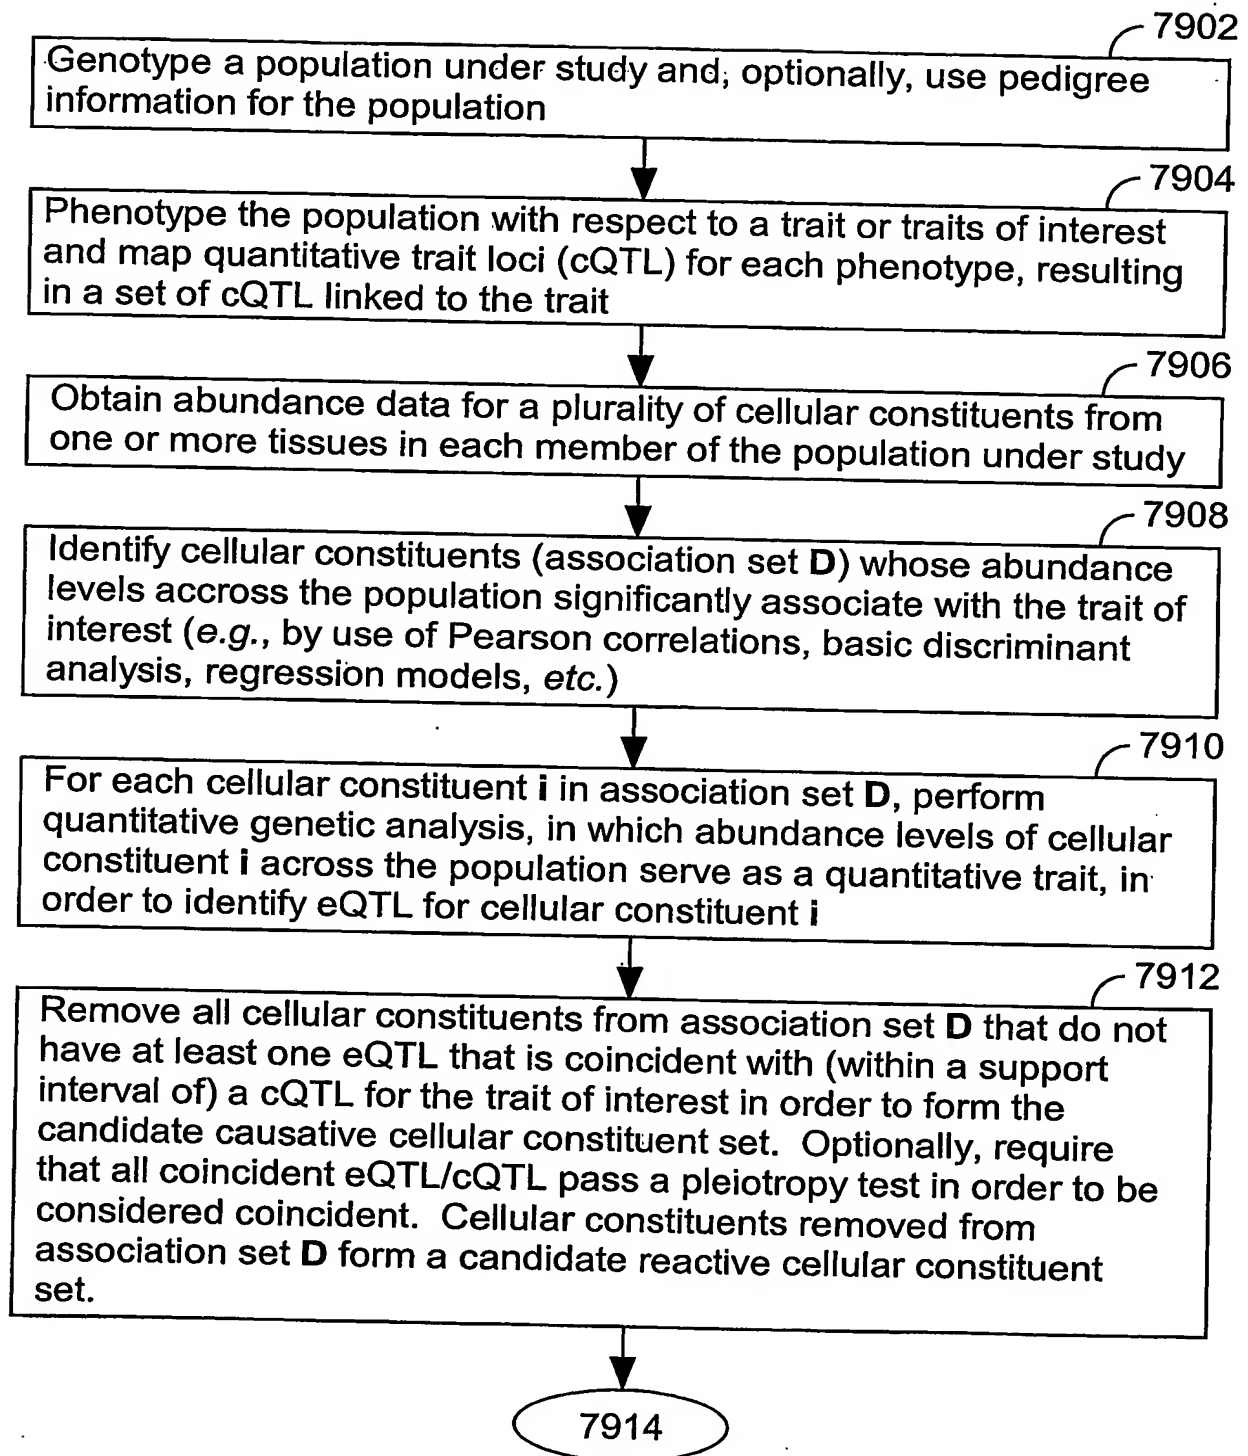 7902
Genotype a population under study and, optionally, use pedigree
information for the population
7904
Phenotype the population with respect to a trait or traits of interest
and map quantitative trait loci (cQTL) for each phenotype, resulting
in a set of cQTL linked to the trait
7906
Obtain abundance data for a plurality of cellular constituents from
one or more tissues in each member of the population under study
7908
Identify cellular constituents (association set D) whose abundance
levels accross the population significantly associate with the trait of
interest (e.g., by use of Pearson correlations, basic discriminant
analysis, regression models, etc.)
7910
For each cellular constituent i in association set D, perform
quantitative genetic analysis, in which abundance levels of cellular
constituent i across the population serve as a quantitative trait, in
order to identify eQTL for cellular constituent i
7912
Remove all cellular constituents from association set D that do not
have at least one eQTL that is coincident with (within a support
interval of) a cQTL for the trait of interest in order to form the
candidate causative cellular constituent set. Optionally, require
that all coincident eQTL/cQTL pass a pleiotropy test in order to be
considered coincident. Cellular constituents removed from
association set D form a candidate reactive cellular constituent
set.
7914